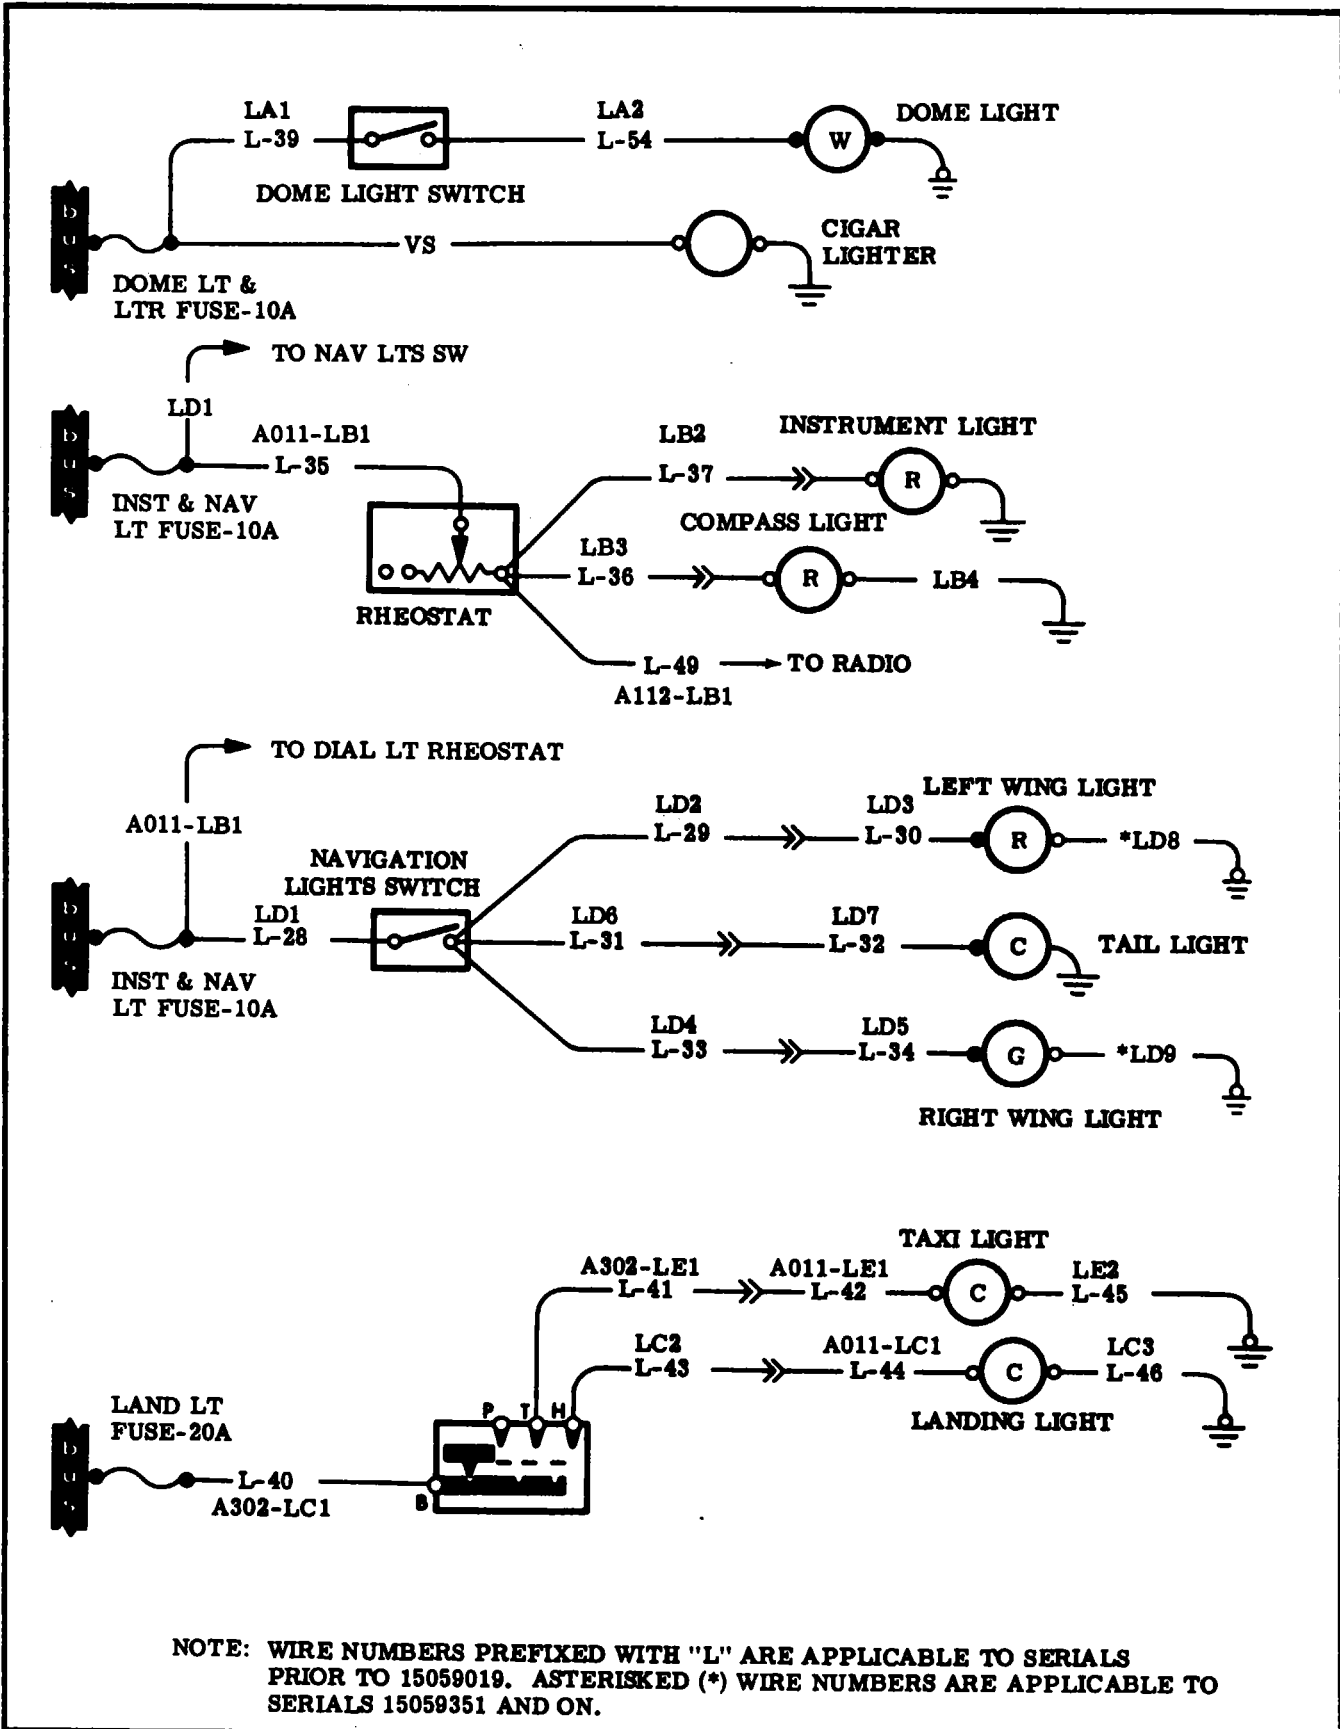 LA1
L-39
LA2
L-54
W
DOME LIGHT
DOME LIGHT SWITCH
bus
VS
CIGAR
LIGHTER
DOME LT &
LTR FUSE-10A
TO NAV LTS SW
LD1
bus
A011-LB1
L-35
INST & NAV
LT FUSE-10A
LB2
L-37
INSTRUMENT LIGHT
R
COMPASS LIGHT
LB3
L-36
R
LB4
RHEOSTAT
L-49
TO RADIO
A112-LB1
TO DIAL LT RHEOSTAT
A011-LB1
LEFT WING LIGHT
LD2
L-29
LD3
L-30
R
*LD8
NAVIGATION
LIGHTS SWITCH
LD1
L-28
LD6
L-31
LD7
L-32
C
TAIL LIGHT
INST & NAV
LT FUSE-10A
LD4
L-33
LD5
L-34
G
*LD9
RIGHT WING LIGHT
TAXI LIGHT
A302-LE1
L-41
A011-LE1
L-42
C
LE2
L-45
LC2
L-43
A011-LC1
L-44
C
LC3
L-46
LANDING LIGHT
LAND LT
FUSE-20A
P T H
bus
L-40
A302-LC1
B
NOTE: WIRE NUMBERS PREFIXED WITH "L" ARE APPLICABLE TO SERIALS
PRIOR TO 15059019. ASTERISKED (*) WIRE NUMBERS ARE APPLICABLE TO
SERIALS 15059351 AND ON.